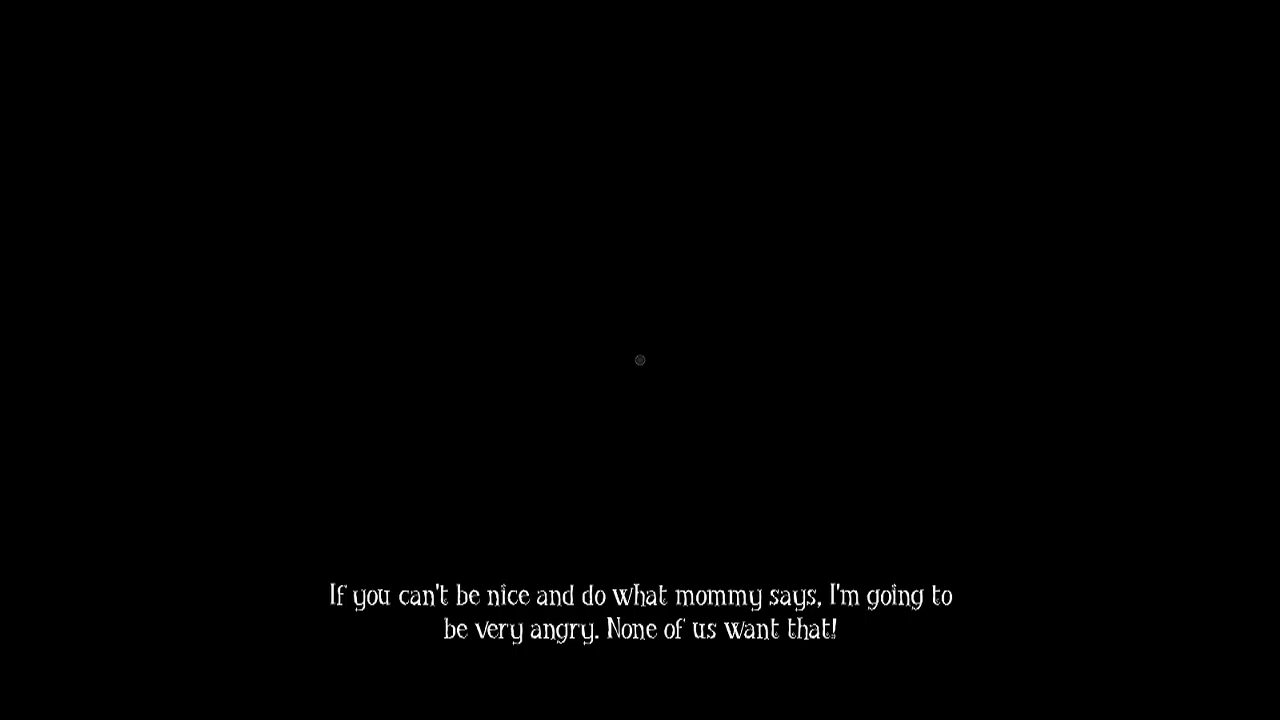 If you can't be nice and do what mommy says, I'm going to
be very angry. None of us want that!